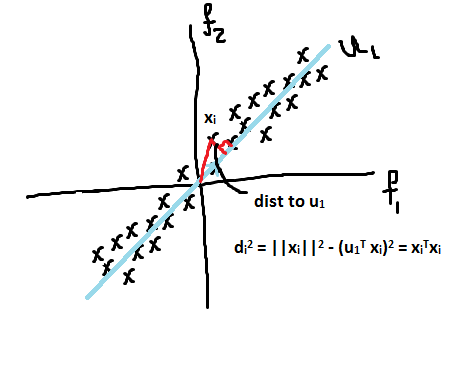 f₂
u₁
xᵢ
f₁
dist to u₁
dᵢ² = ||xᵢ||² - (u₁ᵀ xᵢ)² = xᵢᵀxᵢ